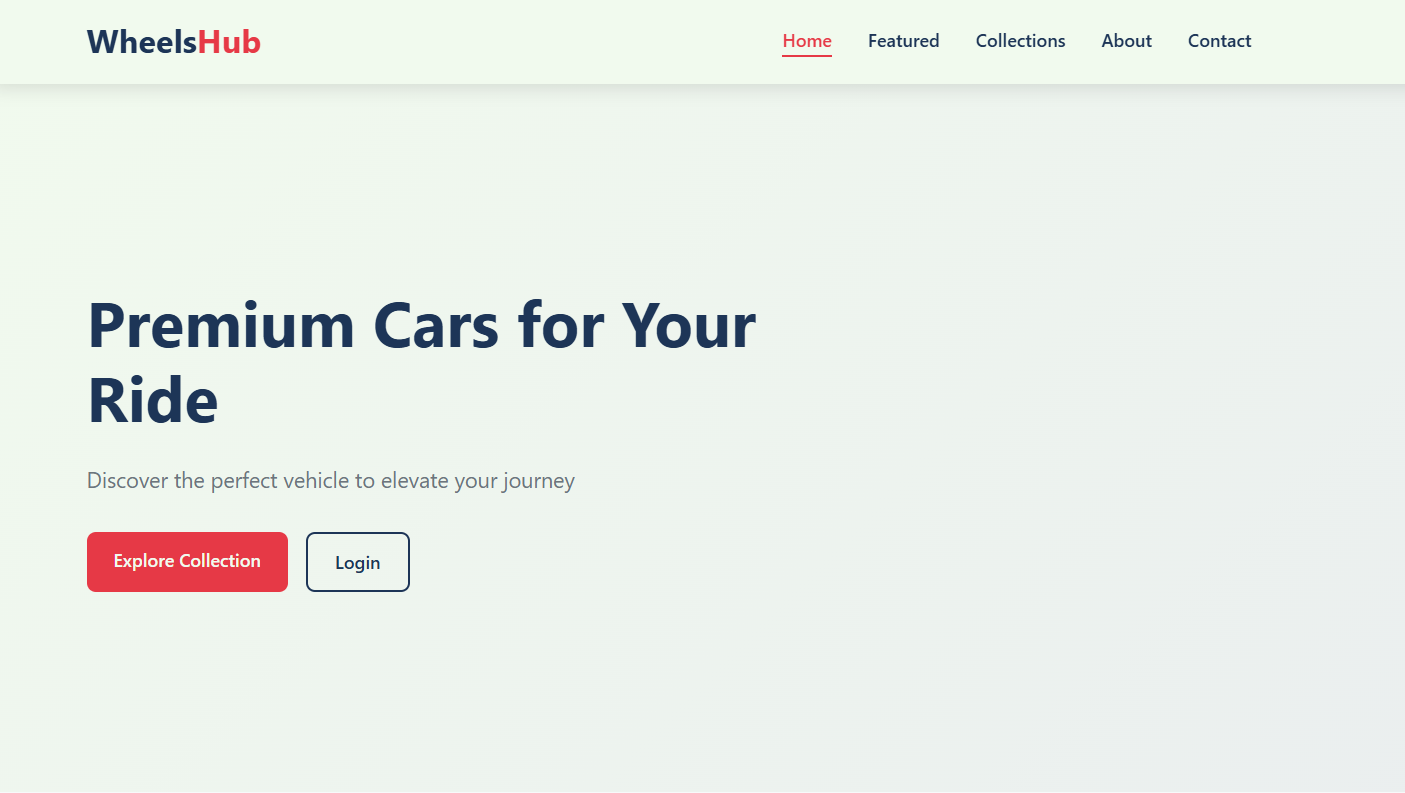 WheelsHub
Home Featured Collections About Contact
Premium Cars for Your
Ride
Discover the perfect vehicle to elevate your journey
Explore Collection Login